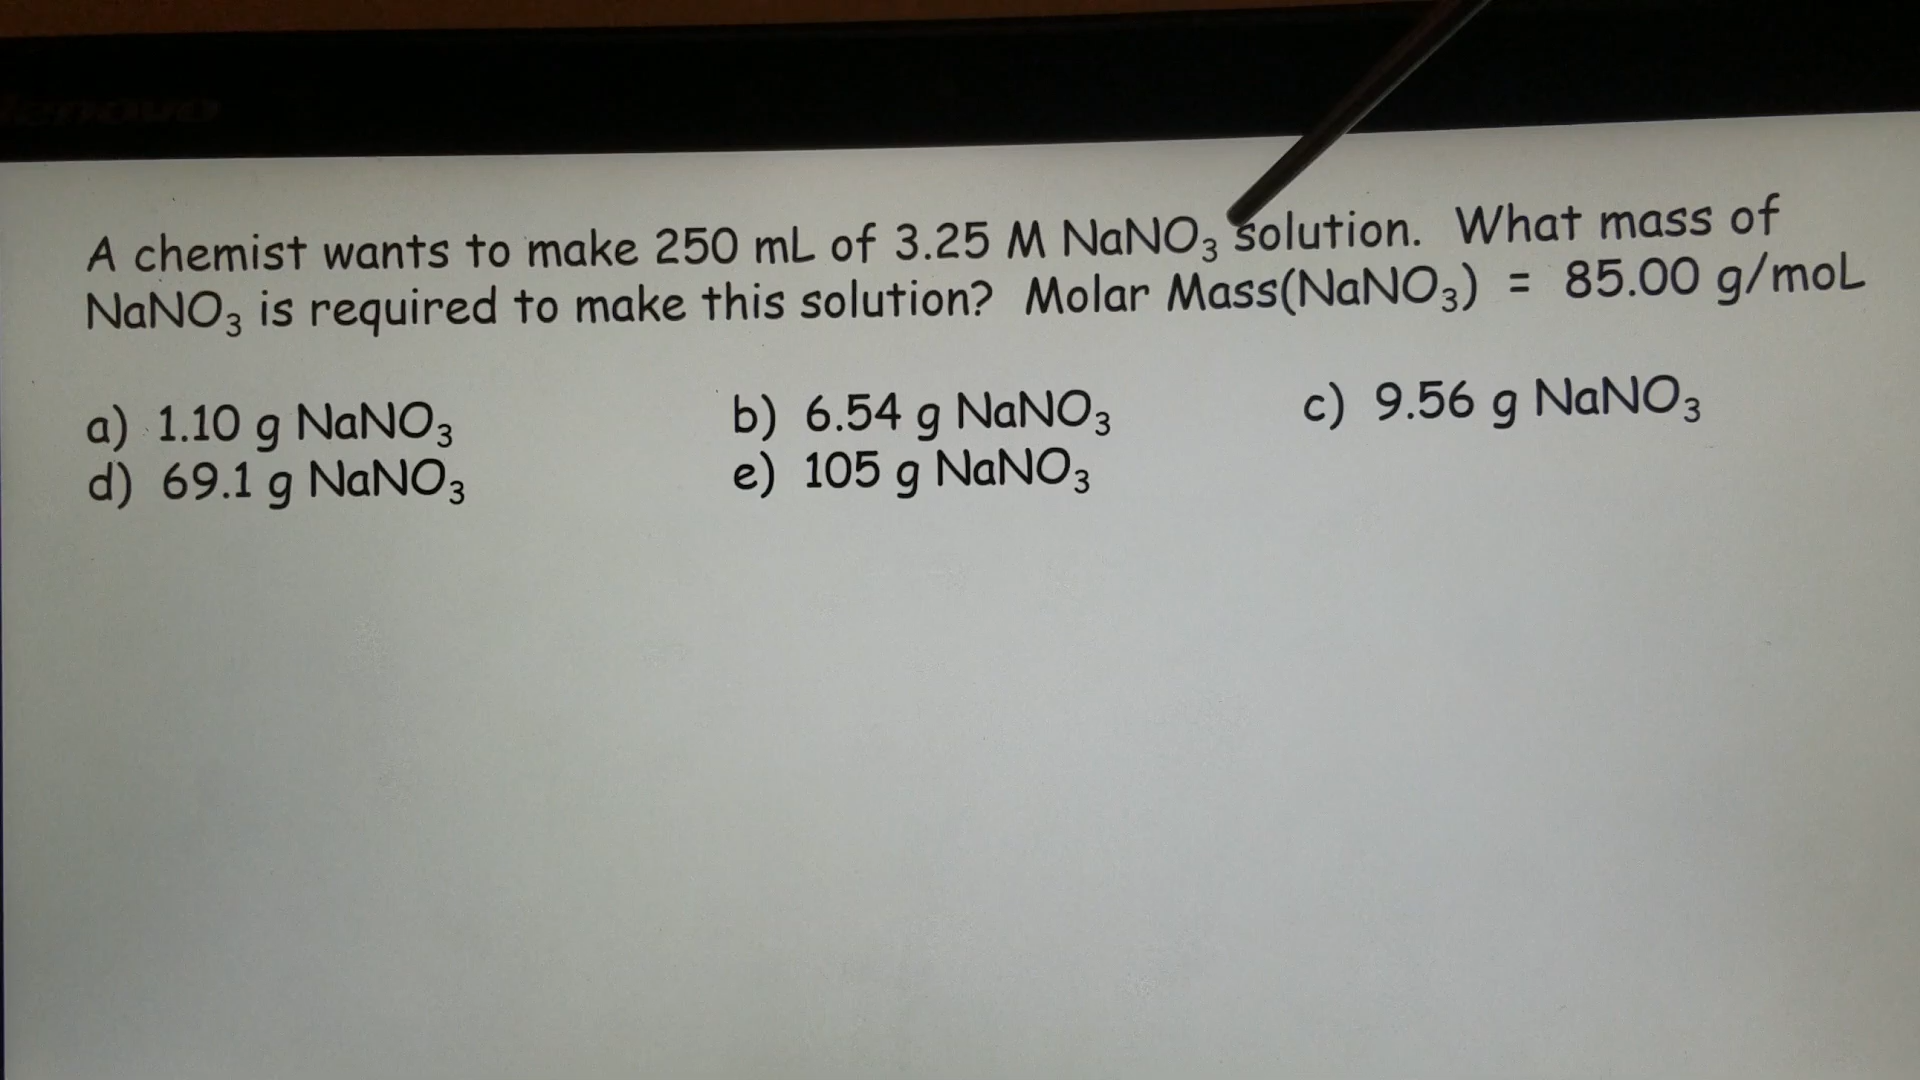 lenovo
A chemist wants to make 250 mL of 3.25 M NaNO₃ solution. What mass of
NaNO₃ is required to make this solution? Molar Mass(NaNO₃) = 85.00 g/moL
a) 1.10 g NaNO₃ b) 6.54 g NaNO₃ c) 9.56 g NaNO₃
d) 69.1 g NaNO₃ e) 105 g NaNO₃